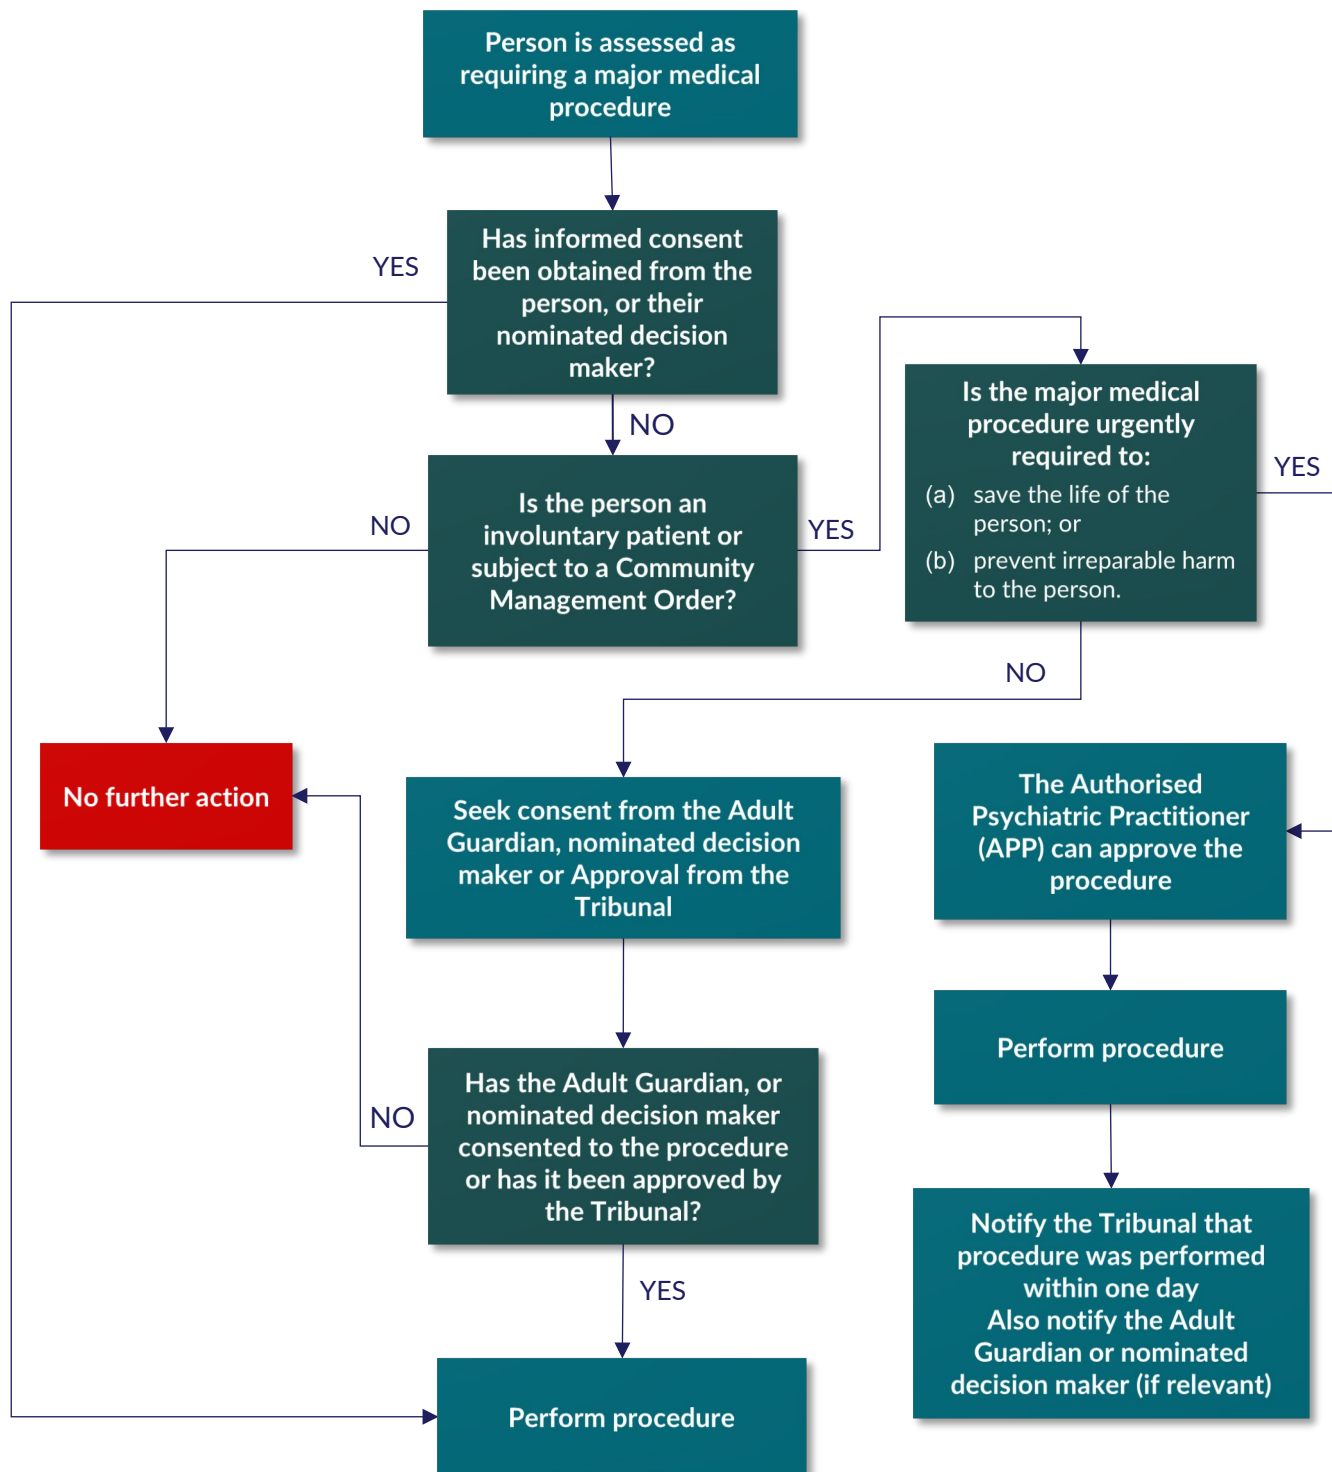 Person is assessed as
requiring a major medical
procedure
YES
Has informed consent
been obtained from the
person, or their
nominated decision
maker?
NO
Is the person an
involuntary patient or
subject to a Community
Management Order?
NO
YES
Is the major medical
procedure urgently
required to:
(a) save the life of the
person; or
(b) prevent irreparable harm
to the person.
YES
NO
No further action
Seek consent from the Adult
Guardian, nominated decision
maker or Approval from the
Tribunal
The Authorised
Psychiatric Practitioner
(APP) can approve the
procedure
Has the Adult Guardian, or
nominated decision maker
consented to the procedure
or has it been approved by
the Tribunal?
NO
YES
Perform procedure
Perform procedure
Notify the Tribunal that
procedure was performed
within one day
Also notify the Adult
Guardian or nominated
decision maker (if relevant)